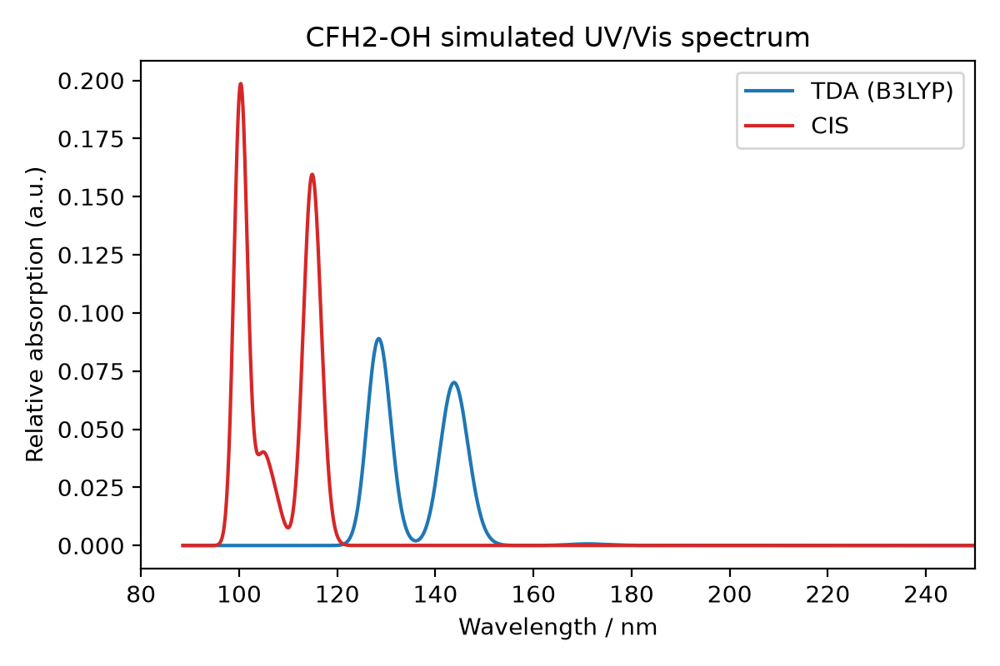 CFH2-OH simulated UV/Vis spectrum
TDA (B3LYP)
CIS
Relative absorption (a.u.)
0.200
0.175
0.150
0.125
0.100
0.075
0.050
0.025
0.000
80 100 120 140 160 180 200 220 240
Wavelength / nm